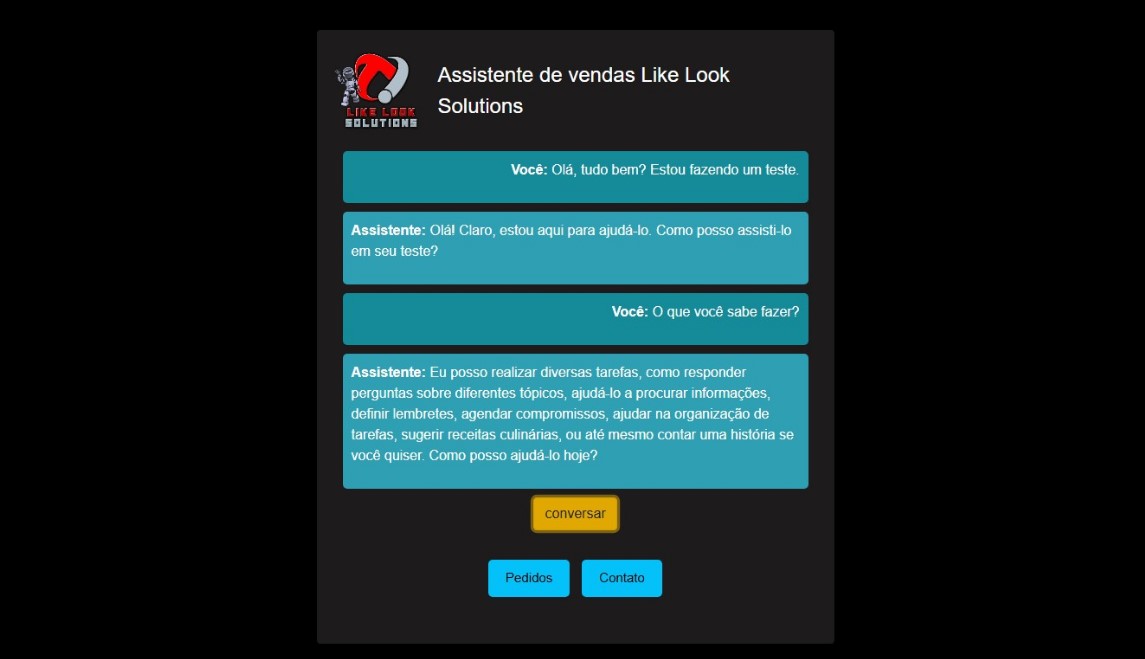 LIKE LOOK
SOLUTIONS
Assistente de vendas Like Look
Solutions
Você: Olá, tudo bem? Estou fazendo um teste.
Assistente: Olá! Claro, estou aqui para ajudá-lo. Como posso assisti-lo
em seu teste?
Você: O que você sabe fazer?
Assistente: Eu posso realizar diversas tarefas, como responder
perguntas sobre diferentes tópicos, ajudá-lo a procurar informações,
definir lembretes, agendar compromissos, ajudar na organização de
tarefas, sugerir receitas culinárias, ou até mesmo contar uma história se
você quiser. Como posso ajudá-lo hoje?
conversar
Pedidos
Contato